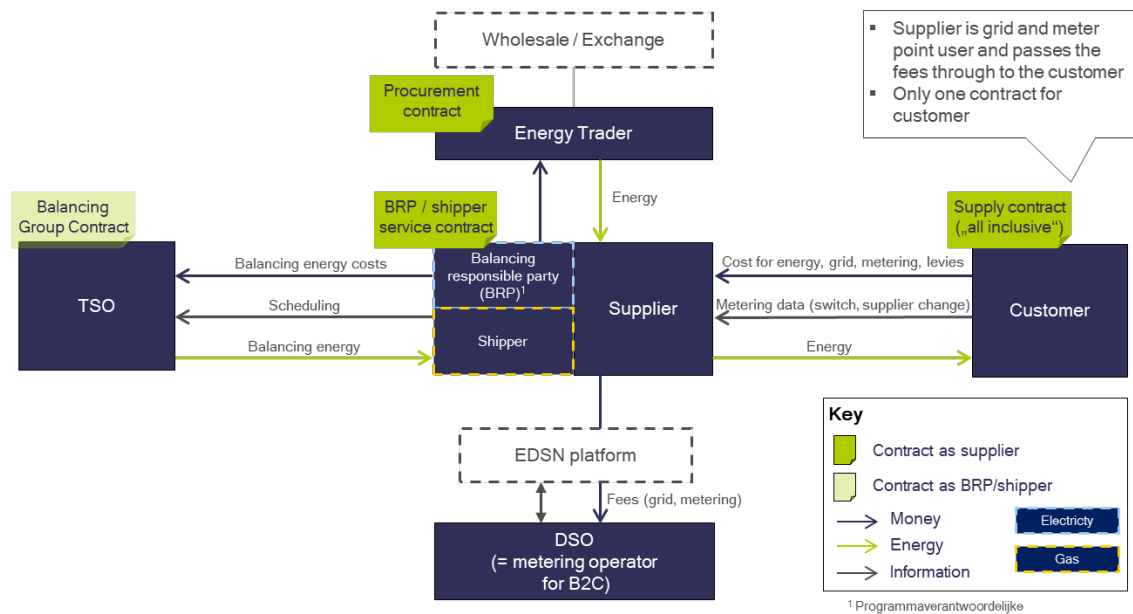 Wholesale / Exchange
▪ Supplier is grid and meter
point user and passes the
fees through to the customer
▪ Only one contract for
customer
Procurement
contract
Energy Trader
Energy
Balancing
Group Contract
BRP / shipper
service contract
Supply contract
(„all inclusive“)
TSO
Balancing energy costs
Scheduling
Balancing energy
Balancing
responsible party
(BRP)¹
Shipper
Supplier
Cost for energy, grid, metering, levies
Metering data (switch, supplier change)
Energy
Customer
EDSN platform
Fees (grid, metering)
DSO
(= metering operator
for B2C)
Key
Contract as supplier
Contract as BRP/shipper
Money
Energy
Information
Electricty
Gas
¹ Programmaverantwoordelijke